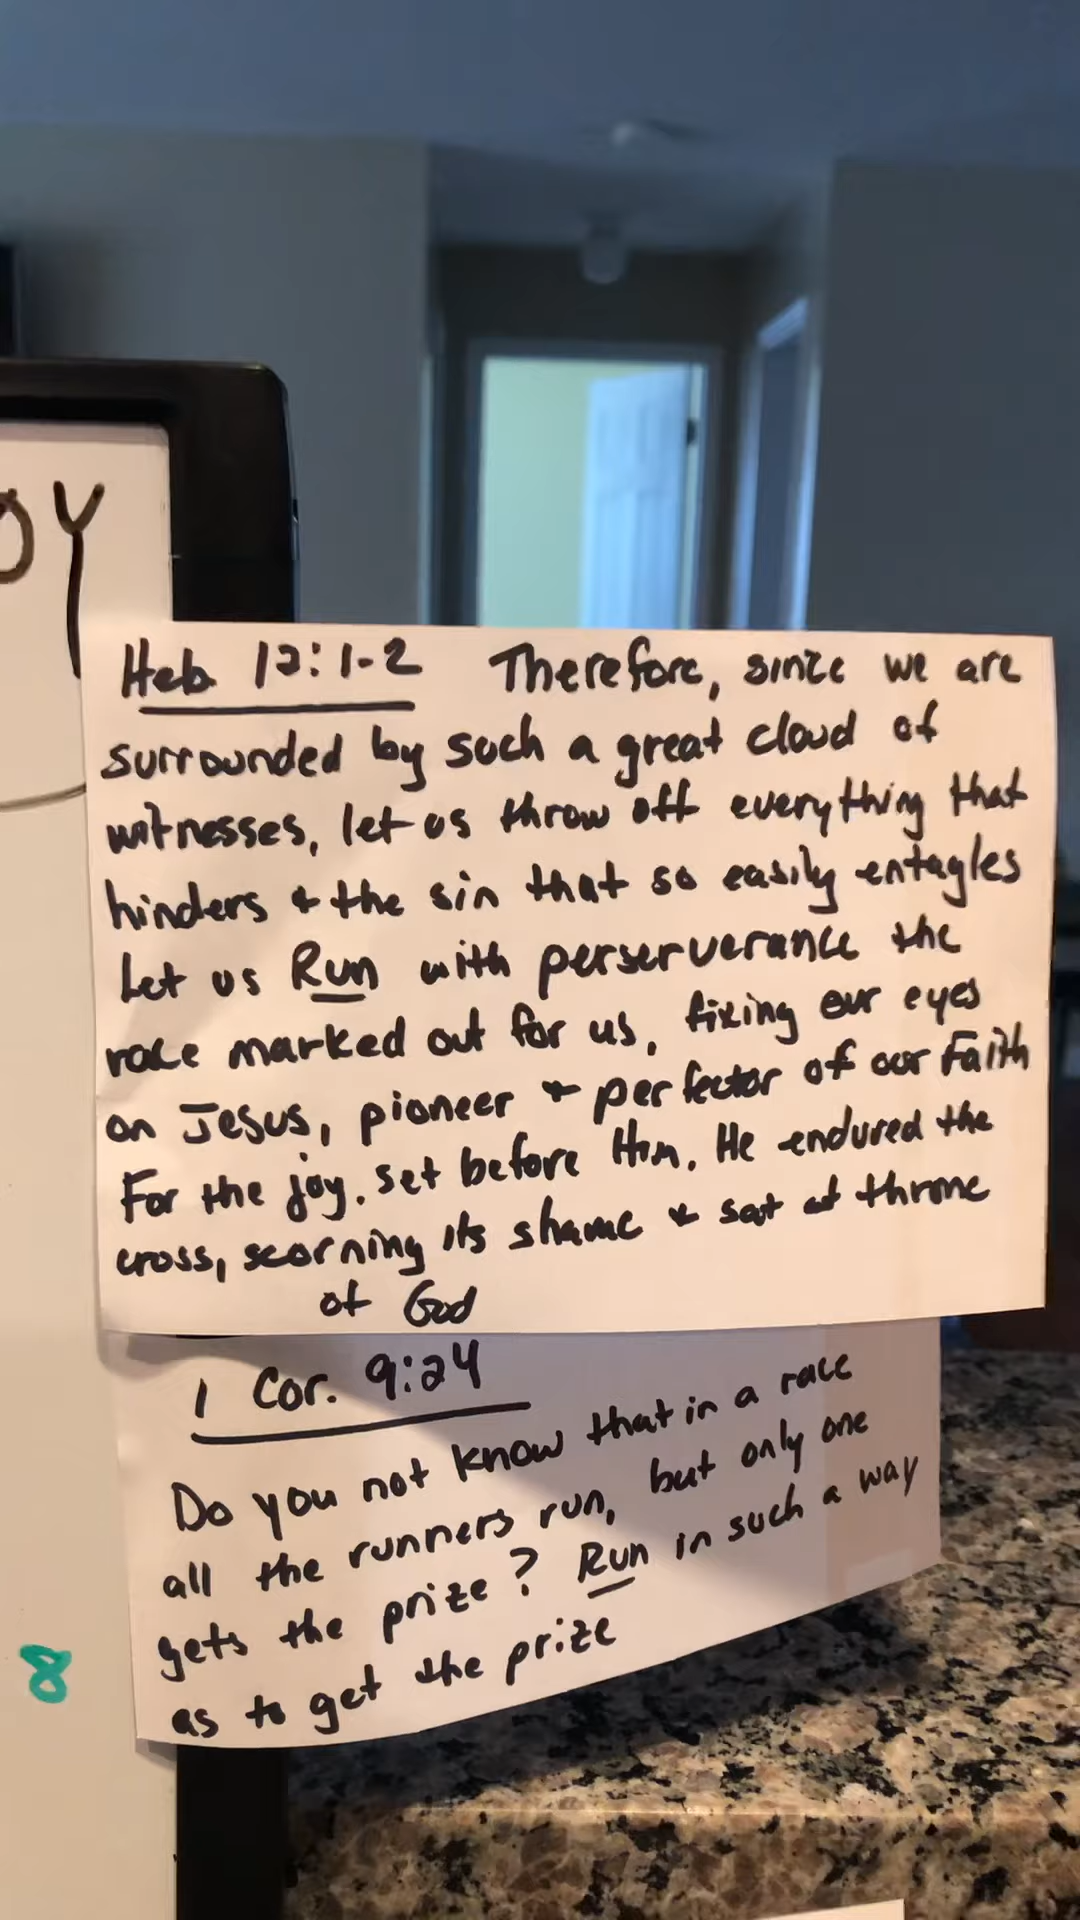 OY
Heb 12:1-2 Therefore, since we are
surrounded by such a great cloud of
witnesses, let us throw off everything that
hinders & the sin that so easily entagles
Let us Run with perserverance the
race marked out for us, fixing our eyes
on Jesus, pioneer & perfector of our Faith
For the joy. set before Him. He endured the
cross, scorning its shame & sat at throne
of God
1 Cor. 9:24
Do you not know that in a race
all the runners run, but only one
gets the prize? Run in such a way
as to get the prize
8